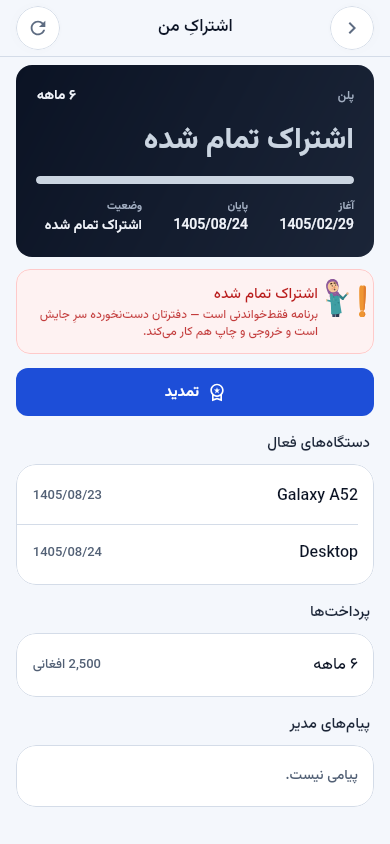 اشتراکِ من
پلن
۶ ماهه
اشتراک تمام شده
آغاز
پایان
وضعیت
1405/02/29
1405/08/24
اشتراک تمام شده
اشتراک تمام شده
برنامه فقط‌خواندنی است — دفترتان دست‌نخورده سرِ جایش
است و خروجی و چاپ هم کار می‌کند.
تمدید
دستگاه‌های فعال
Galaxy A52
1405/08/23
Desktop
1405/08/24
پرداخت‌ها
۶ ماهه
2,500 افغانی
پیام‌های مدیر
پیامی نیست.